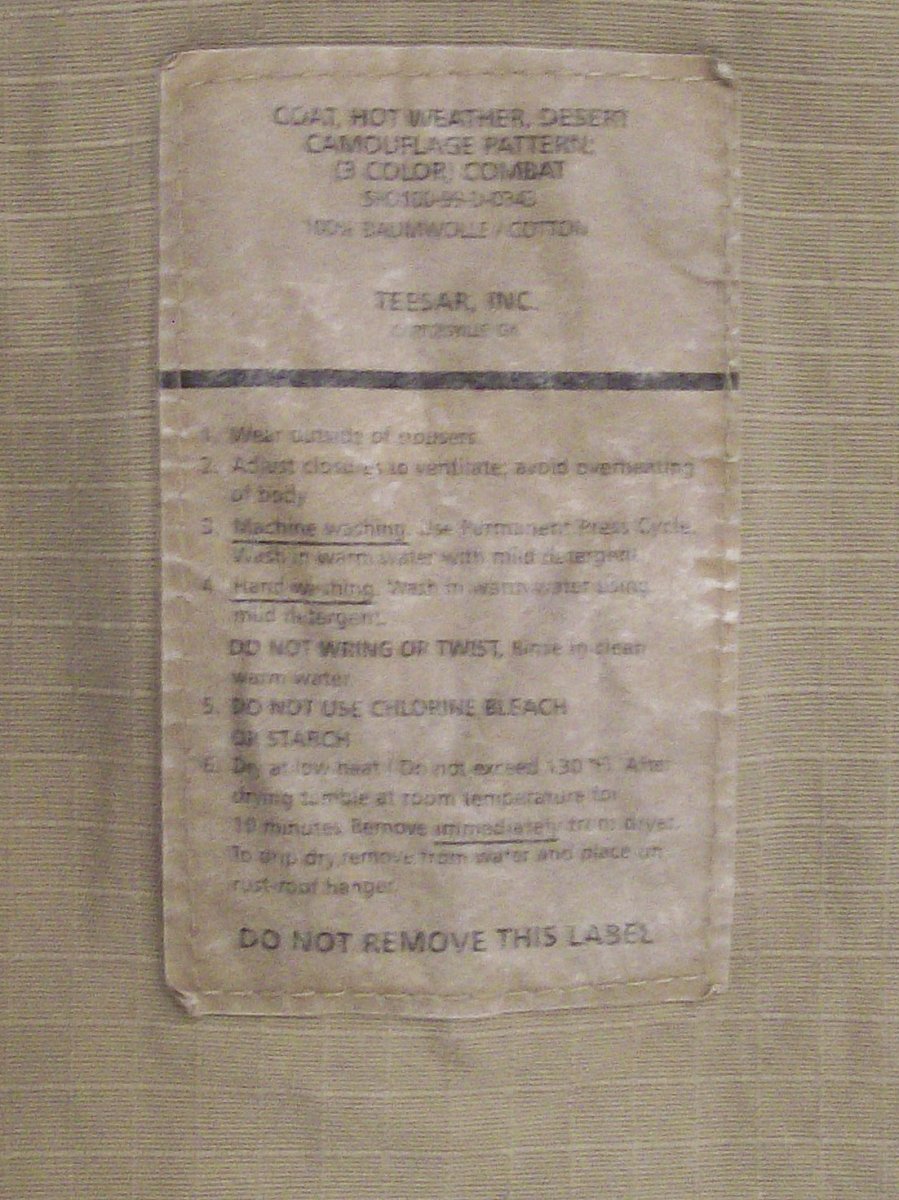 COAT, HOT WEATHER, DESERT
CAMOUFLAGE PATTERN:
(3 COLOR) COMBAT
100% BAUMWOLLE / COTTON
TEESAR, INC.
1. Wear outside of trousers.
2. Adjust closures to ventilate; avoid overheating
of body
3. Machine washing. Use Permanent Press Cycle.
Wash in warm water with mild detergent.
4. Hand washing. Wash in warm water using
mild detergent.
DO NOT WRING OR TWIST, Rinse in clean
warm water
5. DO NOT USE CHLORINE BLEACH
OR STARCH
6. Dry at low heat / Do not exceed 130 °F. After
drying tumble at room temperature for
10 minutes. Remove immediately from dryer.
To drip dry, remove from water and place on
rust-roof hanger.
DO NOT REMOVE THIS LABEL